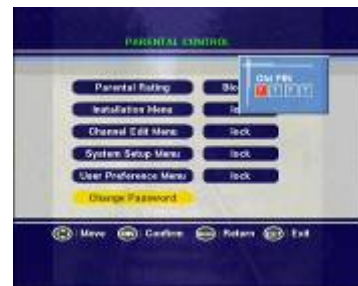 PARENTAL CONTROL
Old PIN
Parental Rating
Installation Menu
Channel Edit Menu lock
System Setup Menu lock
User Preference Menu lock
Change Password
Move Confirm Return Exit